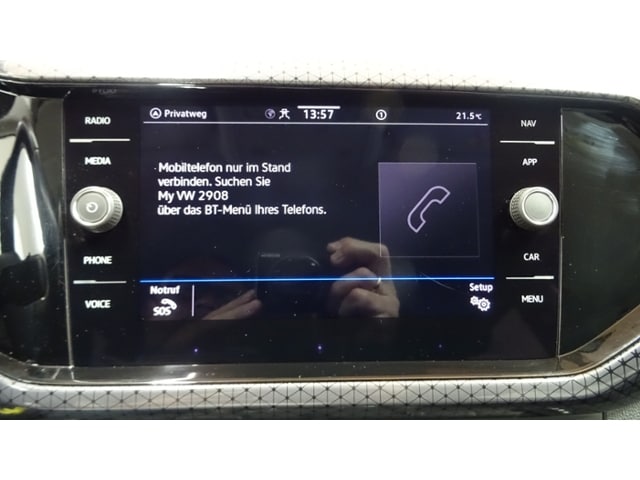 RADIO
MEDIA
PHONE
VOICE
Privatweg
13:57
1
21.5°C
Mobiltelefon nur im Stand
verbinden. Suchen Sie
My VW 2908
über das BT-Menü Ihres Telefons.
Notruf
SOS
Setup
NAV
APP
CAR
MENU